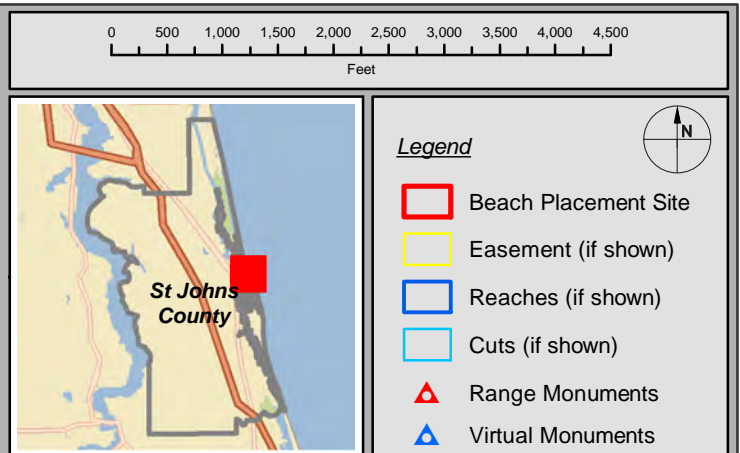 0 500 1,000 1,500 2,000 2,500 3,000 3,500 4,000 4,500
Feet
St Johns
County
Legend
N
Beach Placement Site
Easement (if shown)
Reaches (if shown)
Cuts (if shown)
Range Monuments
Virtual Monuments